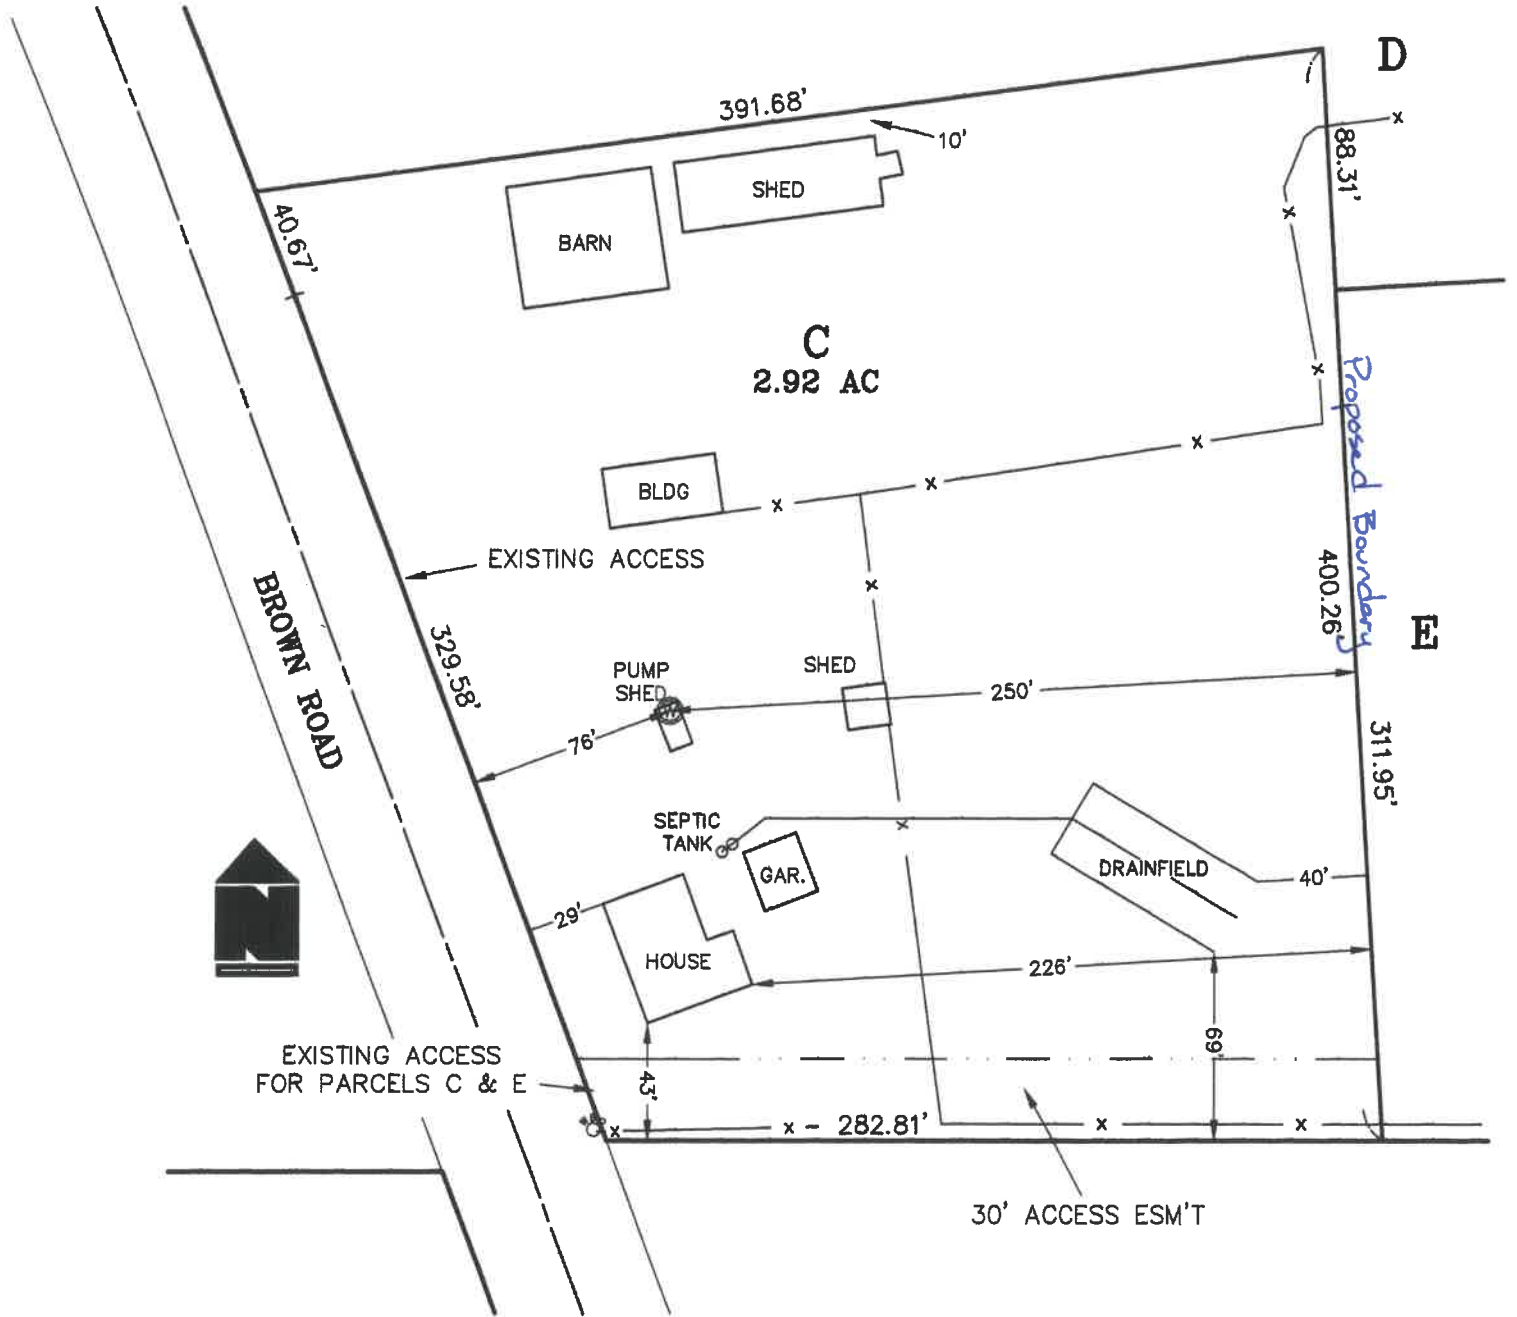 D
391.68'
10'
88.31'
SHED
40.67'
BARN
C
2.92 AC
Proposed Boundary
x
x
x
x
x
x
BLDG
EXISTING ACCESS
x
400.26'
BROWN ROAD
E
329.58'
PUMP
SHED
W
SHED
250'
76'
311.95'
SEPTIC
TANK
x
GAR.
DRAINFIELD
40'
29'
N
HOUSE
226'
69'
EXISTING ACCESS
FOR PARCELS C & E
43'
x
x - 282.81'
x
x
30' ACCESS ESM'T